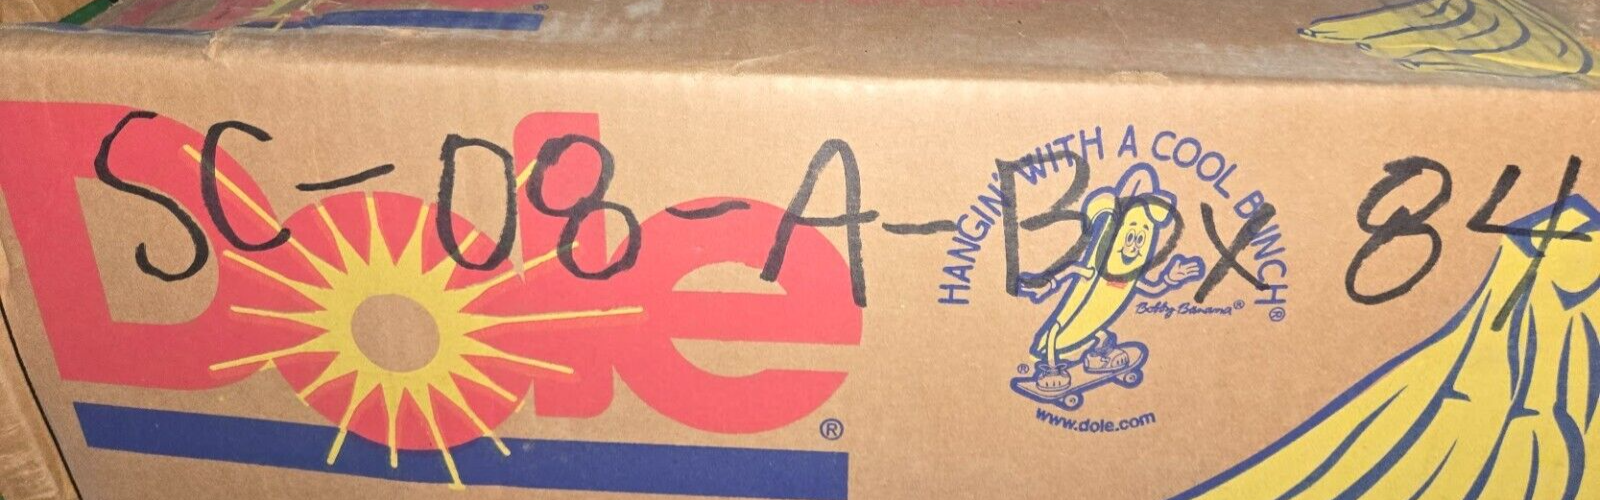 SC-08-A-Box 84
Dole®
HANGIN' WITH A COOL BUNCH®
Bobby Banana®
®
www.dole.com